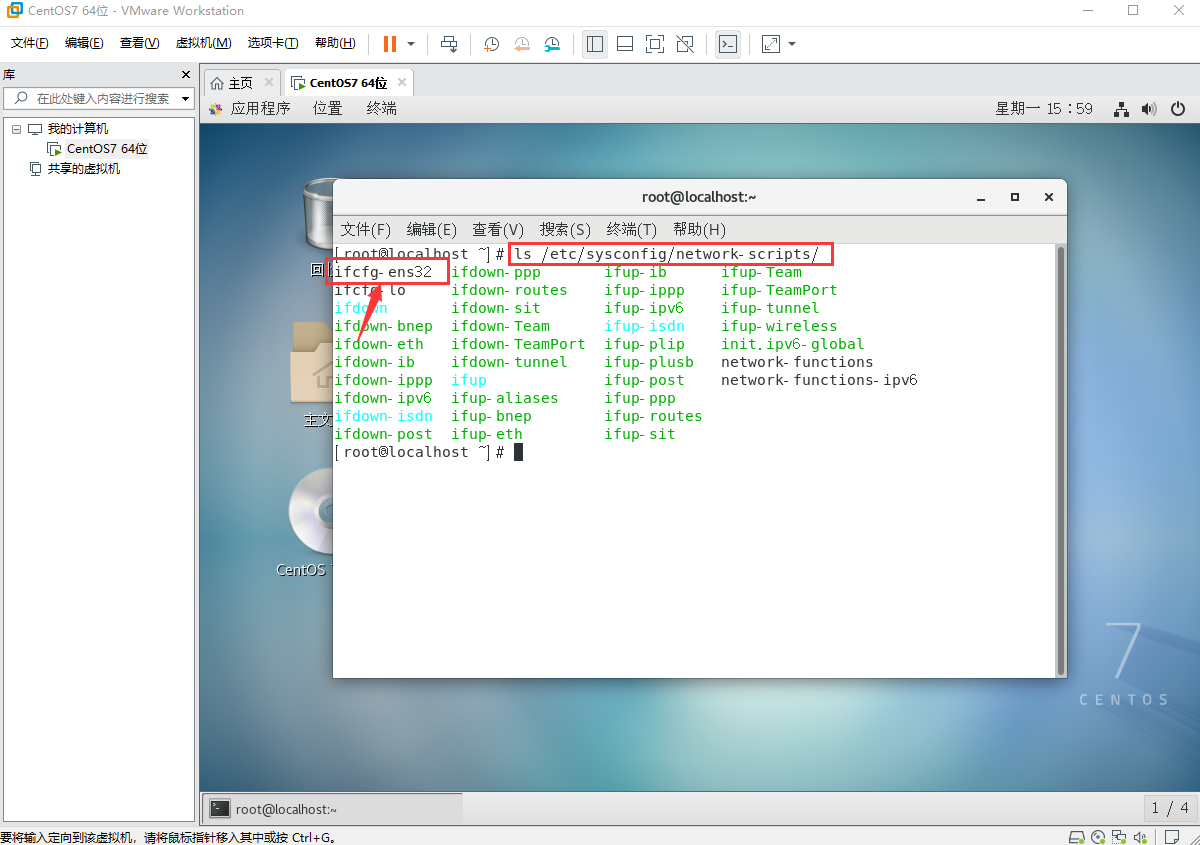 CentOS7 64位 - VMware Workstation
文件(F) 编辑(E) 查看(V) 虚拟机(M) 选项卡(T) 帮助(H)
库
主页 CentOS7 64位
在此处键入内容进行搜索
应用程序 位置 终端 星期一 15：59
我的计算机
CentOS7 64位
共享的虚拟机
root@localhost:~
文件(F) 编辑(E) 查看(V) 搜索(S) 终端(T) 帮助(H)
[root@localhost ~]# ls /etc/sysconfig/network-scripts/
ifcfg-ens32 ifdown-ppp ifup-ib ifup-Team
ifcfg-lo ifdown-routes ifup-ippp ifup-TeamPort
ifdown ifdown-sit ifup-ipv6 ifup-tunnel
ifdown-bnep ifdown-Team ifup-isdn ifup-wireless
ifdown-eth ifdown-TeamPort ifup-plip init.ipv6-global
ifdown-ib ifdown-tunnel ifup-plusb network-functions
ifdown-ippp ifup ifup-post network-functions-ipv6
ifdown-ipv6 ifup-aliases ifup-ppp
ifdown-isdn ifup-bnep ifup-routes
ifdown-post ifup-eth ifup-sit
[root@localhost ~]#
回
主文
CentOS
7
CENTOS
root@localhost:~
1 / 4
要将输入定向到该虚拟机，请将鼠标指针移入其中或按 Ctrl+G。